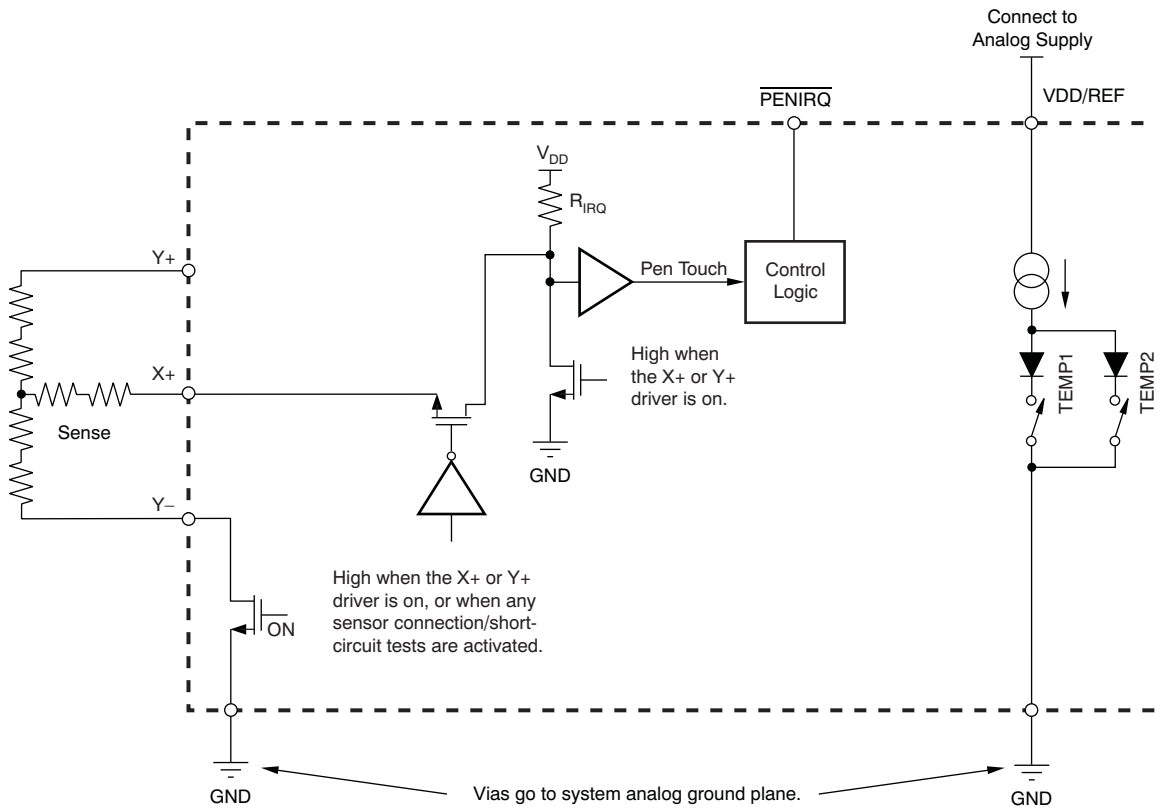 Connect to
Analog Supply
PENIRQ
VDD/REF
VDD
RIRQ
Y+
Pen Touch
Control
Logic
X+
Sense
High when
the X+ or Y+
driver is on.
TEMP1
TEMP2
GND
Y–
High when the X+ or Y+
driver is on, or when any
sensor connection/short-
circuit tests are activated.
ON
GND
Vias go to system analog ground plane.
GND